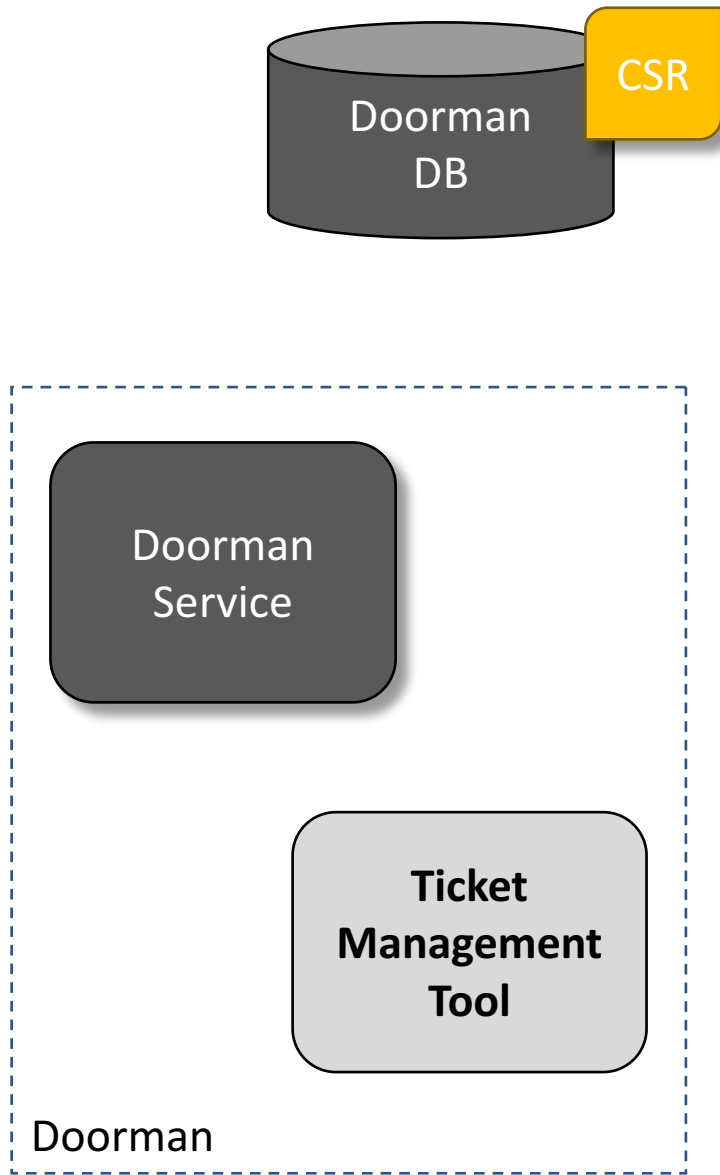 CSR
Doorman
DB
Doorman
Service
Ticket
Management
Tool
Doorman